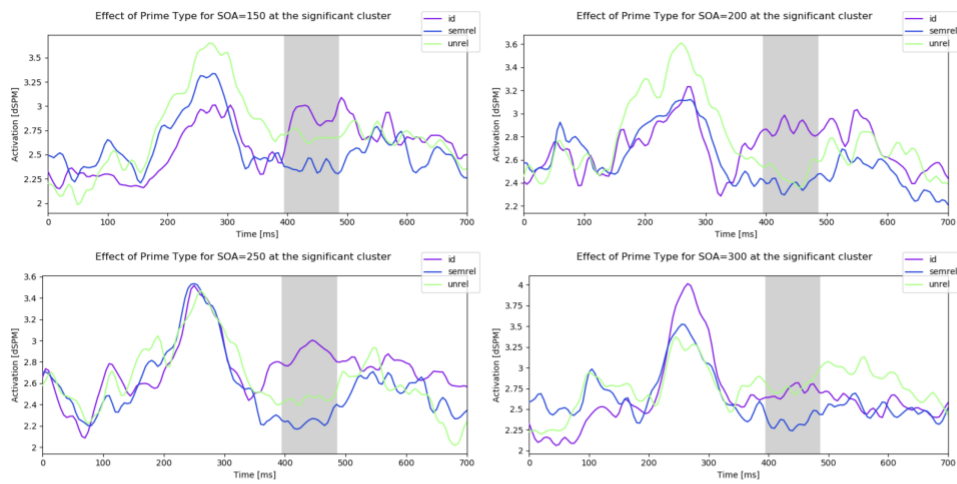 Effect of Prime Type for SOA=150 at the significant cluster
id
semrel
unrel
Activation [dSPM]
3.5
3.25
3
2.75
2.5
2.25
2
0 100 200 300 400 500 600 700
Time [ms]
Effect of Prime Type for SOA=200 at the significant cluster
id
semrel
unrel
Activation [dSPM]
3.6
3.4
3.2
3
2.8
2.6
2.4
2.2
0 100 200 300 400 500 600 700
Time [ms]
Effect of Prime Type for SOA=250 at the significant cluster
id
semrel
unrel
Activation [dSPM]
3.6
3.4
3.2
3
2.8
2.6
2.4
2.2
2
0 100 200 300 400 500 600 700
Time [ms]
Effect of Prime Type for SOA=300 at the significant cluster
id
semrel
unrel
Activation [dSPM]
4
3.75
3.5
3.25
3
2.75
2.5
2.25
2
0 100 200 300 400 500 600 700
Time [ms]